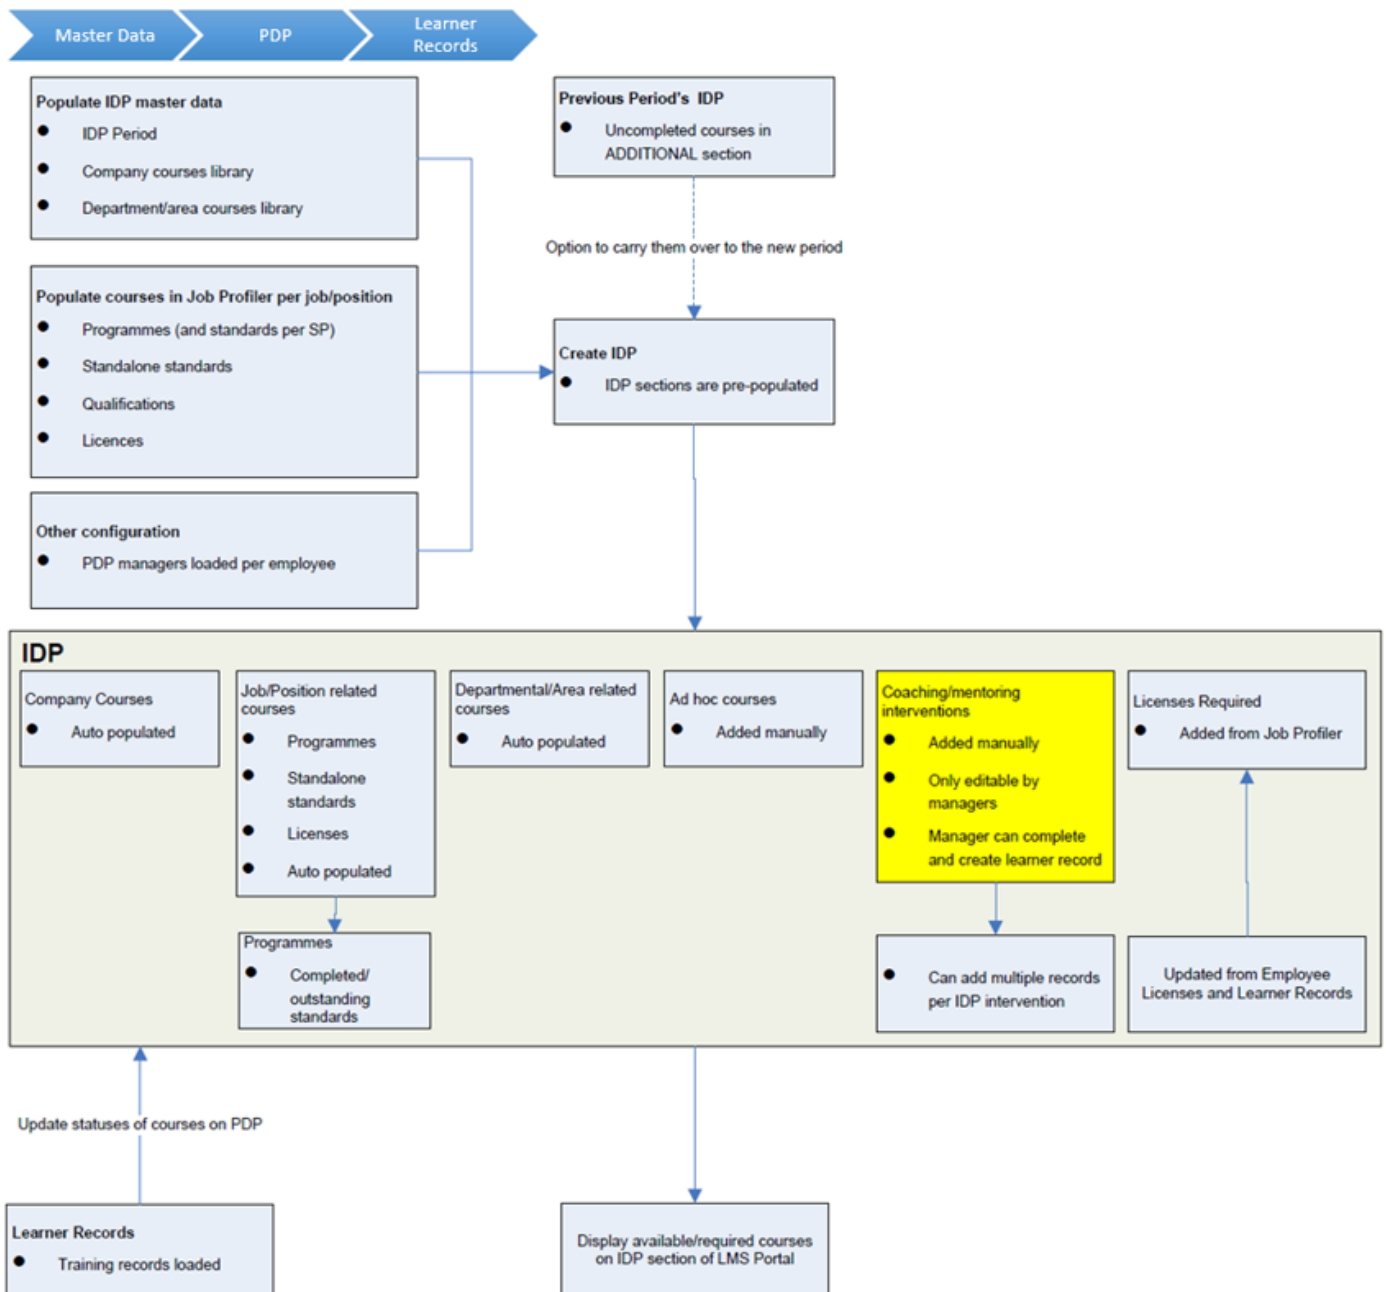 Master Data
PDP
Learner
Records
Populate IDP master data
● IDP Period
● Company courses library
● Department/area courses library
Previous Period's IDP
● Uncompleted courses in
ADDITIONAL section
Option to carry them over to the new period
Populate courses in Job Profiler per job/position
● Programmes (and standards per SP)
● Standalone standards
● Qualifications
● Licences
Create IDP
● IDP sections are pre-populated
Other configuration
● PDP managers loaded per employee
IDP
Company Courses
● Auto populated
Job/Position related
courses
● Programmes
● Standalone
standards
● Licenses
● Auto populated
Programmes
● Completed/
outstanding
standards
Departmental/Area related
courses
● Auto populated
Ad hoc courses
● Added manually
Coaching/mentoring
interventions
● Added manually
● Only editable by
managers
● Manager can complete
and create learner record
● Can add multiple records
per IDP intervention
Licenses Required
● Added from Job Profiler
Updated from Employee
Licenses and Learner Records
Update statuses of courses on PDP
Learner Records
● Training records loaded
Display available/required courses
on IDP section of LMS Portal